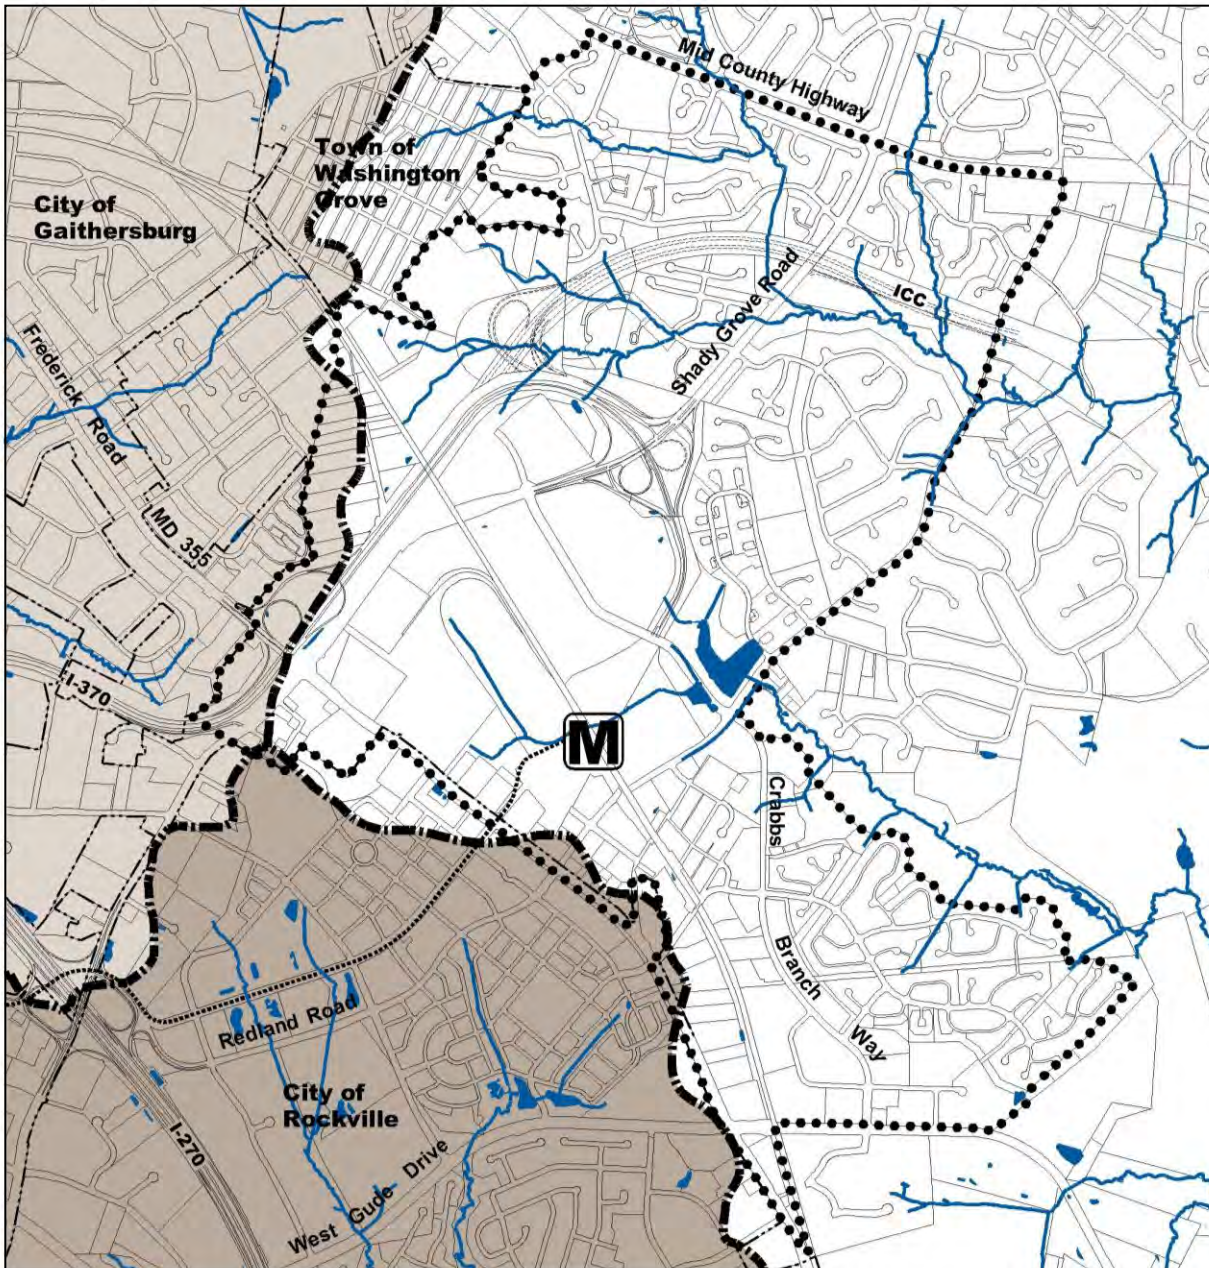 Mid County Highway
Town of
Washington
Grove
City of
Gaithersburg
Shady Grove Road
ICC
Frederick Road
MD 355
I-370
M
Crabbs
Branch
Way
Redland Road
City of
Rockville
I-270
West Gude Drive